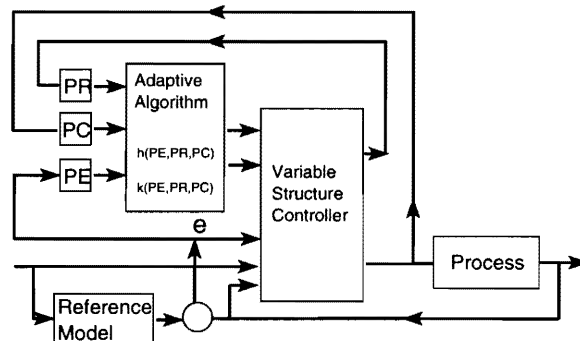 PR
Adaptive
Algorithm
PC
h(PE,PR,PC)
PE
k(PE,PR,PC)
Variable
Structure
Controller
e
Process
Reference
Model